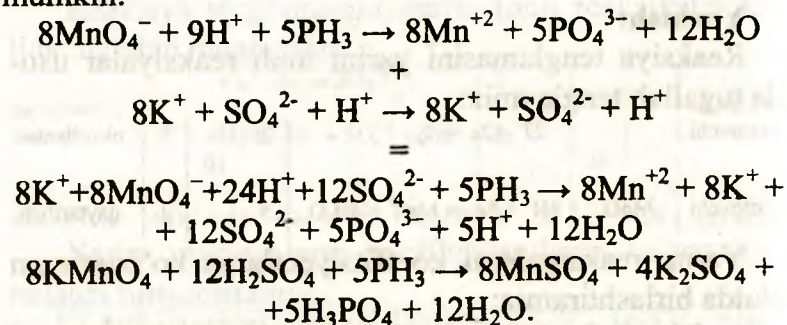 8MnO₄⁻ + 9H⁺ + 5PH₃ → 8Mn⁺² + 5PO₄³⁻ + 12H₂O
+
8K⁺ + SO₄²⁻ + H⁺ → 8K⁺ + SO₄²⁻ + H⁺
=
8K⁺+8MnO₄⁻+24H⁺+12SO₄²⁻ + 5PH₃→ 8Mn⁺² + 8K⁺ +
+ 12SO₄²⁻ + 5PO₄³⁻ + 5H⁺ + 12H₂O
8KMnO₄ + 12H₂SO₄ + 5PH₃ → 8MnSO₄ + 4K₂SO₄ +
+5H₃PO₄ + 12H₂O.